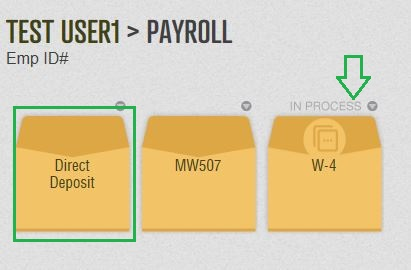 TEST USER1 > PAYROLL
Emp ID#
IN PROCESS
Direct
Deposit
MW507
W-4